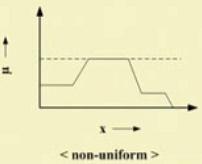 μ
x
< non-uniform >